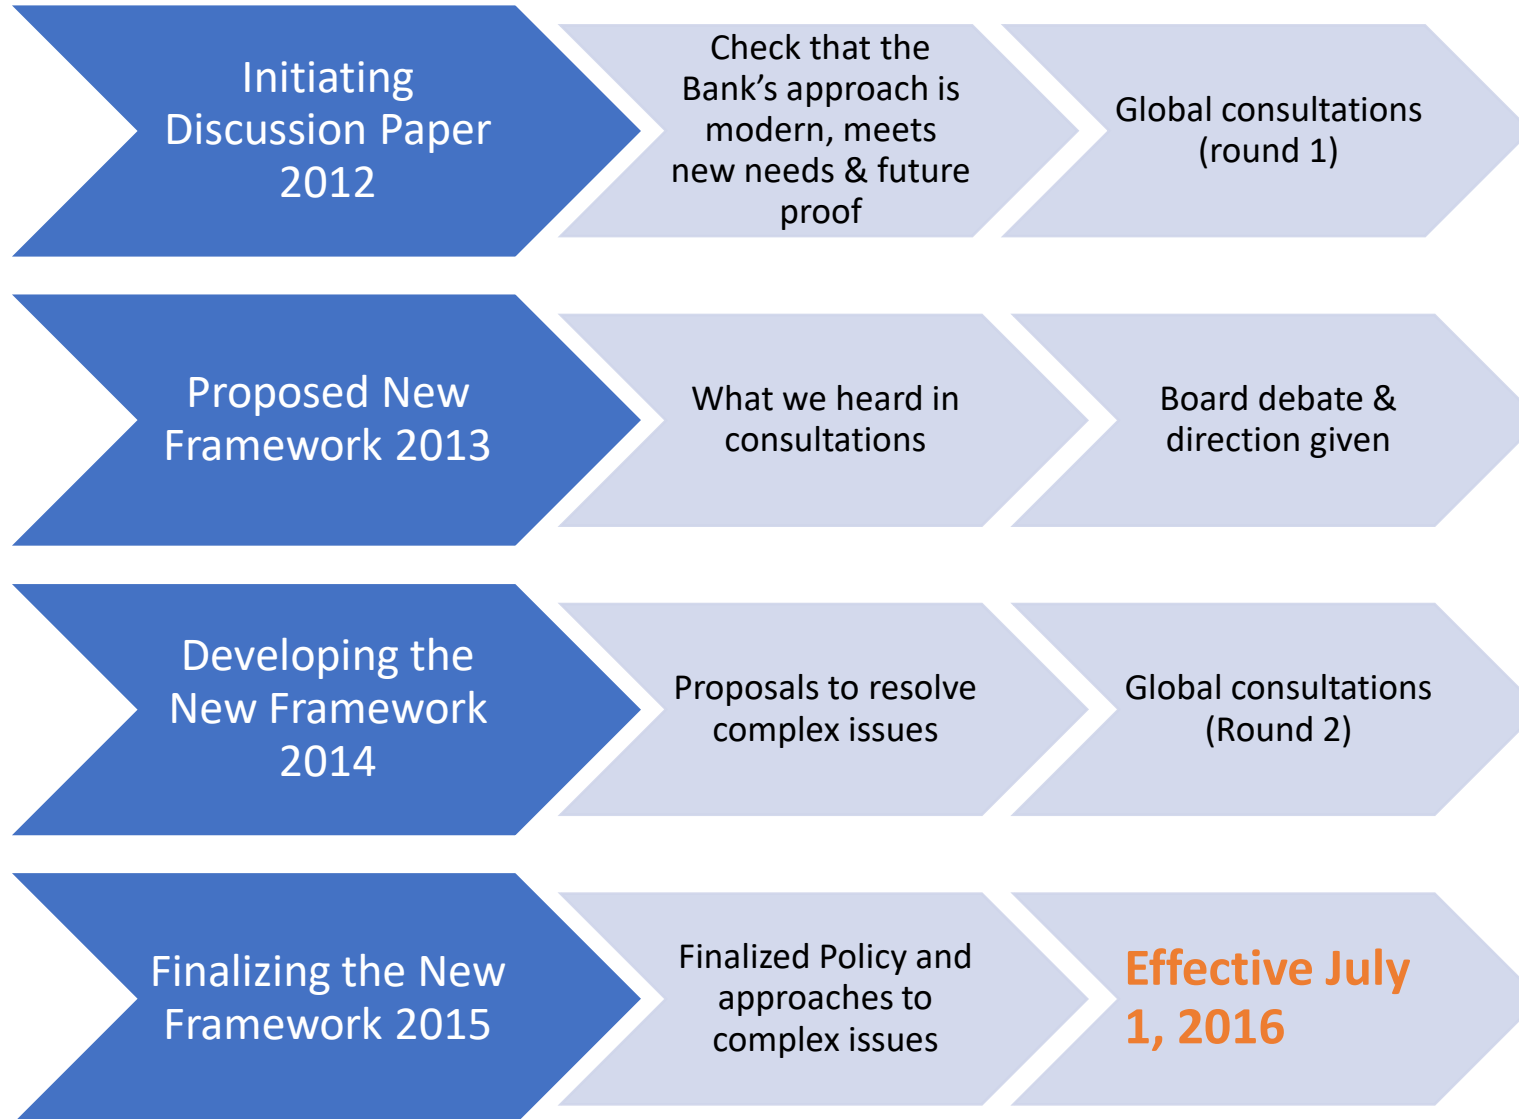 Initiating
Discussion Paper
2012
Check that the
Bank’s approach is
modern, meets
new needs & future
proof
Global consultations
(round 1)
Proposed New
Framework 2013
What we heard in
consultations
Board debate &
direction given
Developing the
New Framework
2014
Proposals to resolve
complex issues
Global consultations
(Round 2)
Finalizing the New
Framework 2015
Finalized Policy and
approaches to
complex issues
Effective July
1, 2016